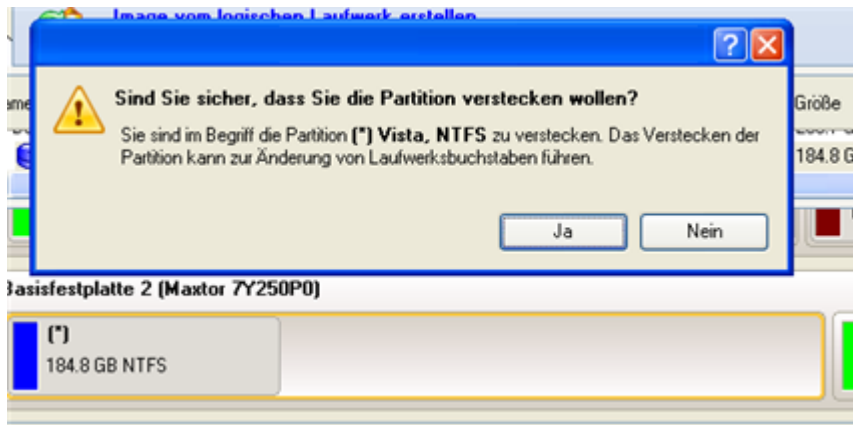 Image vom logischen Laufwerk erstellen
Sind Sie sicher, dass Sie die Partition verstecken wollen?
Größe
Sie sind im Begriff die Partition (*) Vista, NTFS zu verstecken. Das Verstecken der
Partition kann zur Änderung von Laufwerksbuchstaben führen.
184.8 G
Ja
Nein
Basisfestplatte 2 (Maxtor 7Y250P0)
(*)
184.8 GB NTFS